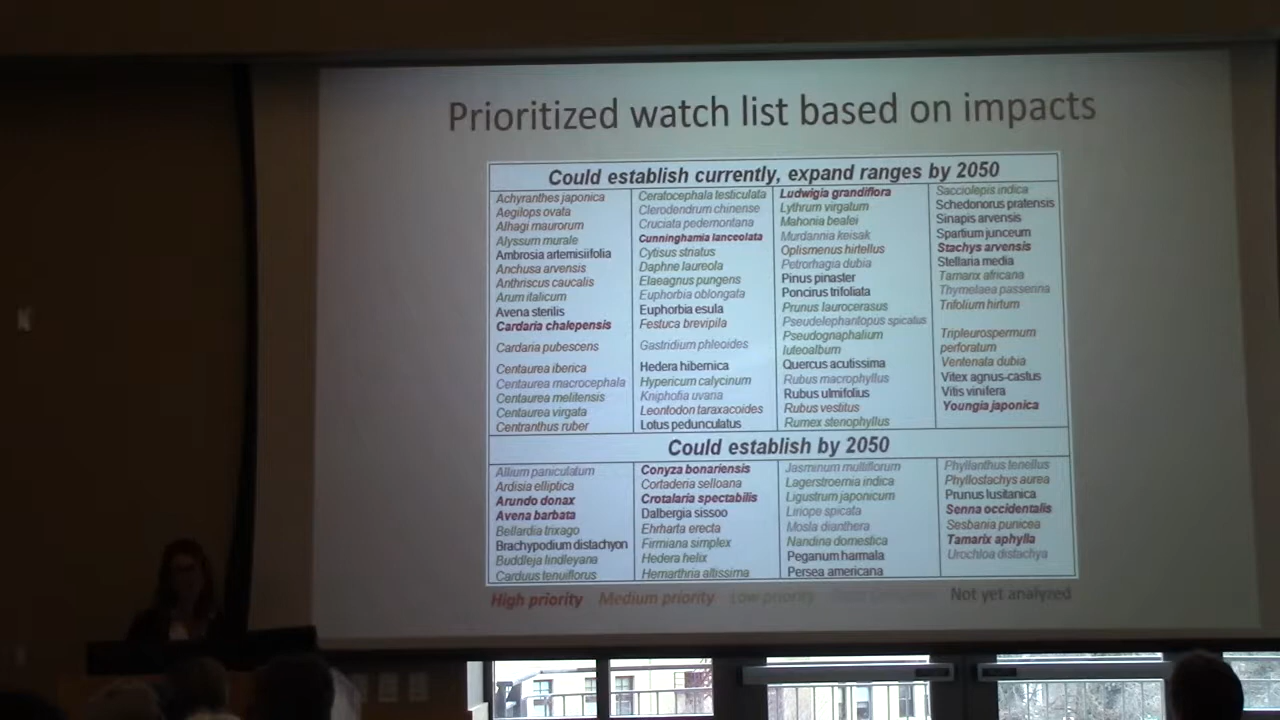 Prioritized watch list based on impacts
Could establish currently, expand ranges by 2050
Achyranthes japonica
Aegilops ovata
Alhagi maurorum
Alyssum murale
Ambrosia artemisiifolia
Anchusa arvensis
Anthriscus caucalis
Arum italicum
Avena sterilis
Cardaria chalepensis
Cardaria pubescens
Centaurea iberica
Centaurea macrocephala
Centaurea melitensis
Centaurea virgata
Centranthus ruber
Ceratocephala testiculata
Clerodendrum chinense
Cruciata pedemontana
Cunninghamia lanceolata
Cytisus striatus
Daphne laureola
Elaeagnus pungens
Euphorbia oblongata
Euphorbia esula
Festuca brevipila
Gastridium phleoides
Hedera hibernica
Hypericum calycinum
Kniphofia uvaria
Leontodon taraxacoides
Lotus pedunculatus
Ludwigia grandiflora
Lythrum virgatum
Mahonia bealei
Murdannia keisak
Oplismenus hirtellus
Petrorhagia dubia
Pinus pinaster
Poncirus trifoliata
Prunus laurocerasus
Pseudelephantopus spicatus
Pseudognaphalium
luteoalbum
Quercus acutissima
Rubus macrophyllus
Rubus ulmifolius
Rubus vestitus
Rumex stenophyllus
Sacciolepis indica
Schedonorus pratensis
Sinapis arvensis
Spartium junceum
Stachys arvensis
Stellaria media
Tamarix africana
Thymelaea passerina
Trifolium hirtum
Tripleurospermum
perforatum
Ventenata dubia
Vitex agnus-castus
Vitis vinifera
Youngia japonica
Could establish by 2050
Allium paniculatum
Ardisia elliptica
Arundo donax
Avena barbata
Bellardia trixago
Brachypodium distachyon
Buddleja lindleyana
Carduus tenuiflorus
Conyza bonariensis
Cortaderia selloana
Crotalaria spectabilis
Dalbergia sissoo
Ehrharta erecta
Firmiana simplex
Hedera helix
Hemarthria altissima
Jasminum multiflorum
Lagerstroemia indica
Ligustrum japonicum
Liriope spicata
Mosla dianthera
Nandina domestica
Peganum harmala
Persea americana
Phyllanthus tenellus
Phyllostachys aurea
Prunus lusitanica
Senna occidentalis
Sesbania punicea
Tamarix aphylla
Urochloa distachya
High priority Medium priority Low priority Not yet analyzed